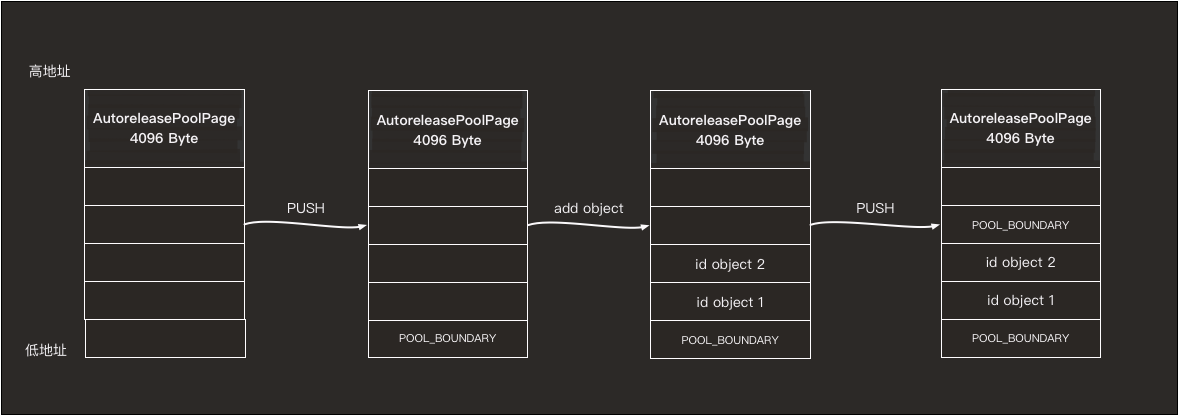 高地址
AutoreleasePoolPage
4096 Byte
PUSH
AutoreleasePoolPage
4096 Byte
POOL_BOUNDARY
add object
AutoreleasePoolPage
4096 Byte
id object 2
id object 1
POOL_BOUNDARY
PUSH
AutoreleasePoolPage
4096 Byte
POOL_BOUNDARY
id object 2
id object 1
POOL_BOUNDARY
低地址